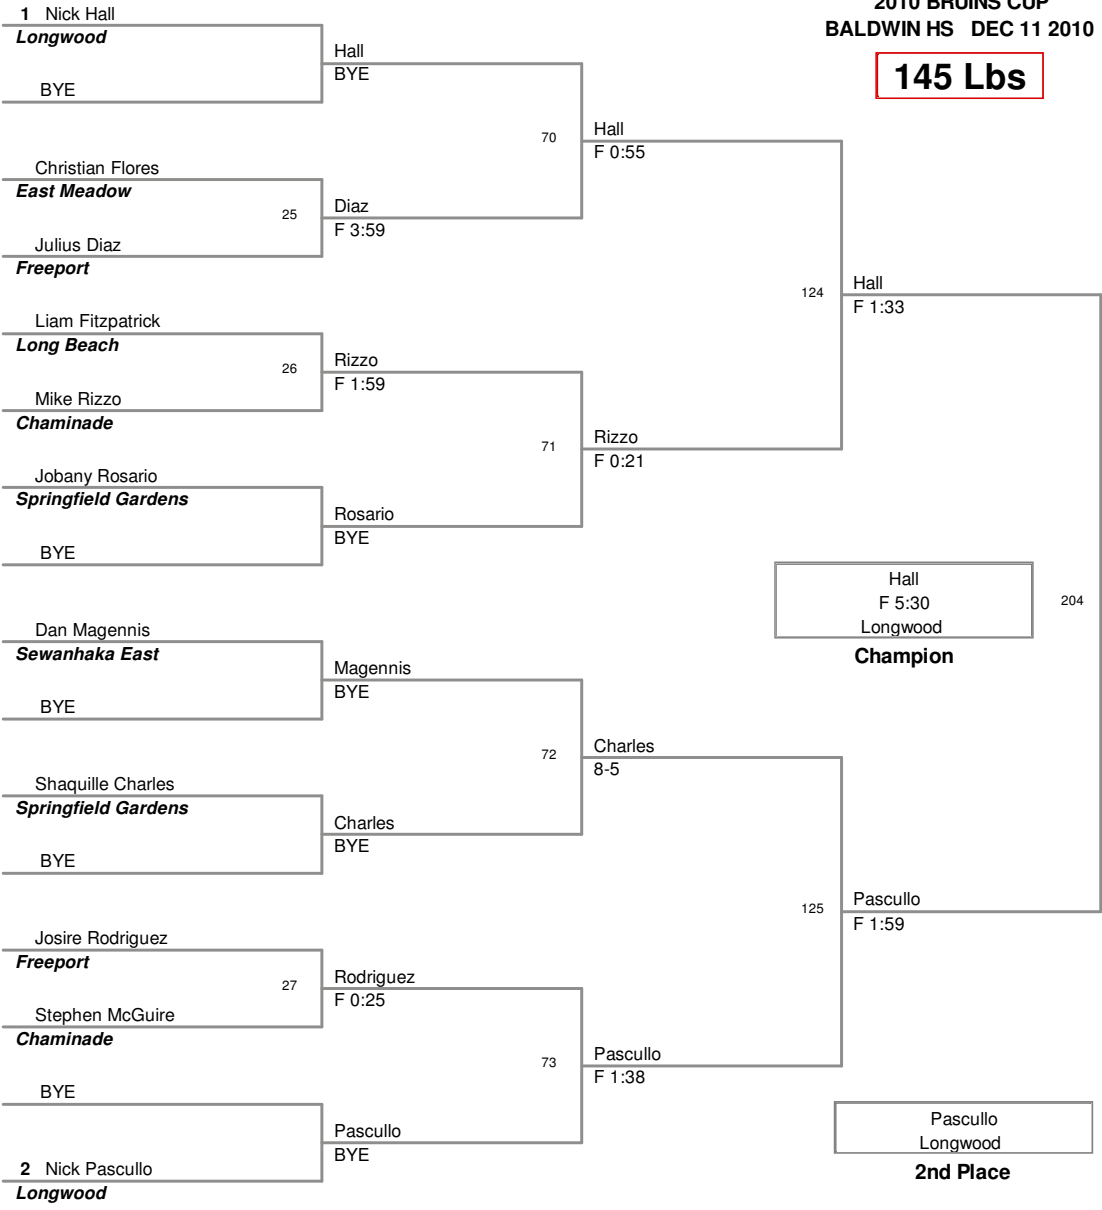 2010 BRUINS CUP
BALDWIN HS DEC 11 2010
145 Lbs
1 Nick Hall
Longwood
BYE
Christian Flores
East Meadow
25
Julius Diaz
Freeport
Liam Fitzpatrick
Long Beach
26
Mike Rizzo
Chaminade
Jobany Rosario
Springfield Gardens
BYE
Dan Magennis
Sewanhaka East
BYE
Shaquille Charles
Springfield Gardens
BYE
Josire Rodriguez
Freeport
27
Stephen McGuire
Chaminade
BYE
2 Nick Pascullo
Longwood
Hall
BYE
70
Diaz
F 3:59
Rizzo
F 1:59
71
Rosario
BYE
Magennis
BYE
72
Charles
BYE
Rodriguez
F 0:25
73
Pascullo
BYE
Hall
F 0:55
124
Rizzo
F 0:21
Charles
8-5
125
Pascullo
F 1:38
Hall
F 1:33
204
Pascullo
F 1:59
Hall
F 5:30
Longwood
Champion
Pascullo
Longwood
2nd Place